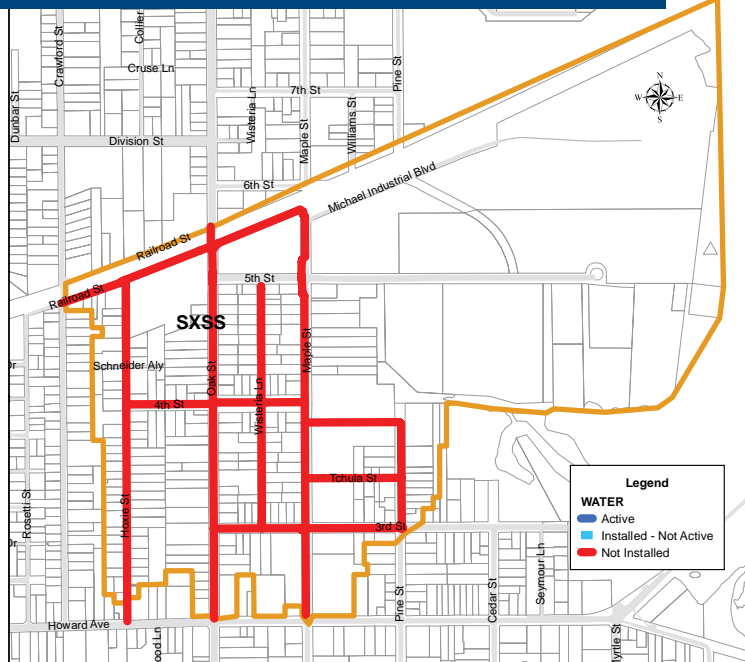 Crawford St
Collier
Cruse Ln
Dunbar St
Division St
Wisteria Ln
7th St
Maple St
Williams St
Pine St
N
W
E
S
6th St
Michael Industrial Blvd
Railroad St
5th St
Railroad St
SXSS
Schneider Aly
Oak St
Maple St
4th St
Wisteria Ln
Tchula St
Hoxie St
3rd St
Rosetti St
Howard Ave
ood Ln
Pine St
Cedar St
Seymour Ln
Myrtle St
Legend
WATER
Active
Installed - Not Active
Not Installed